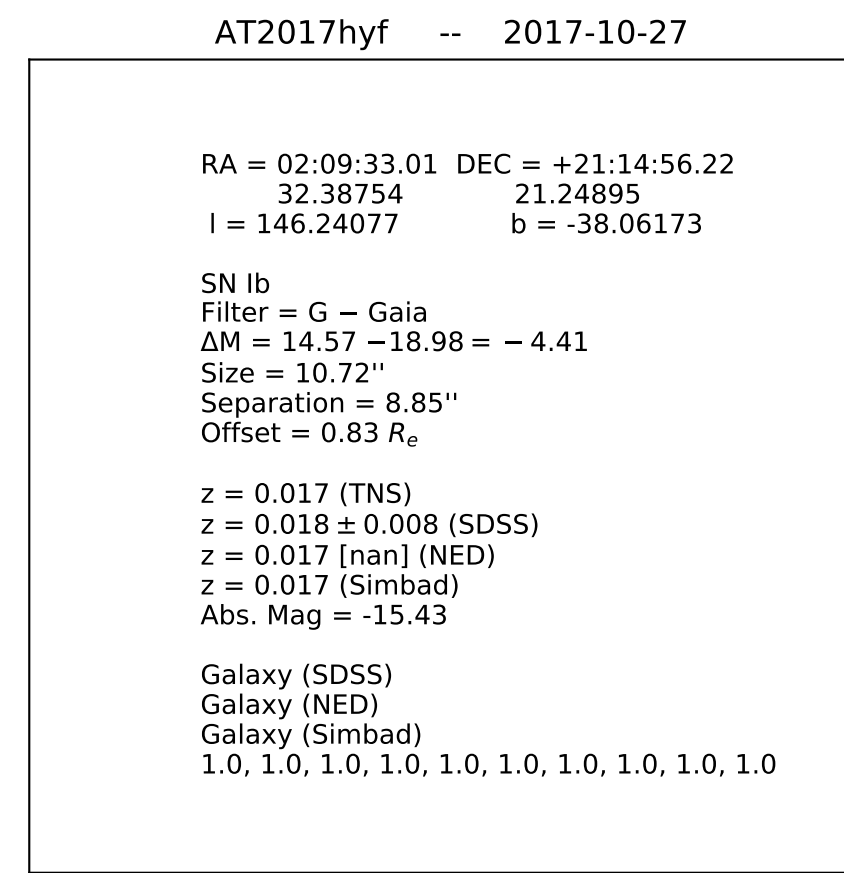 AT2017hyf -- 2017-10-27
RA = 02:09:33.01 DEC = +21:14:56.22
32.38754 21.24895
l = 146.24077 b = -38.06173
SN Ib
Filter = G − Gaia
ΔM = 14.57 −18.98 = − 4.41
Size = 10.72''
Separation = 8.85''
Offset = 0.83 Rₑ
z = 0.017 (TNS)
z = 0.018 ± 0.008 (SDSS)
z = 0.017 [nan] (NED)
z = 0.017 (Simbad)
Abs. Mag = -15.43
Galaxy (SDSS)
Galaxy (NED)
Galaxy (Simbad)
1.0, 1.0, 1.0, 1.0, 1.0, 1.0, 1.0, 1.0, 1.0, 1.0